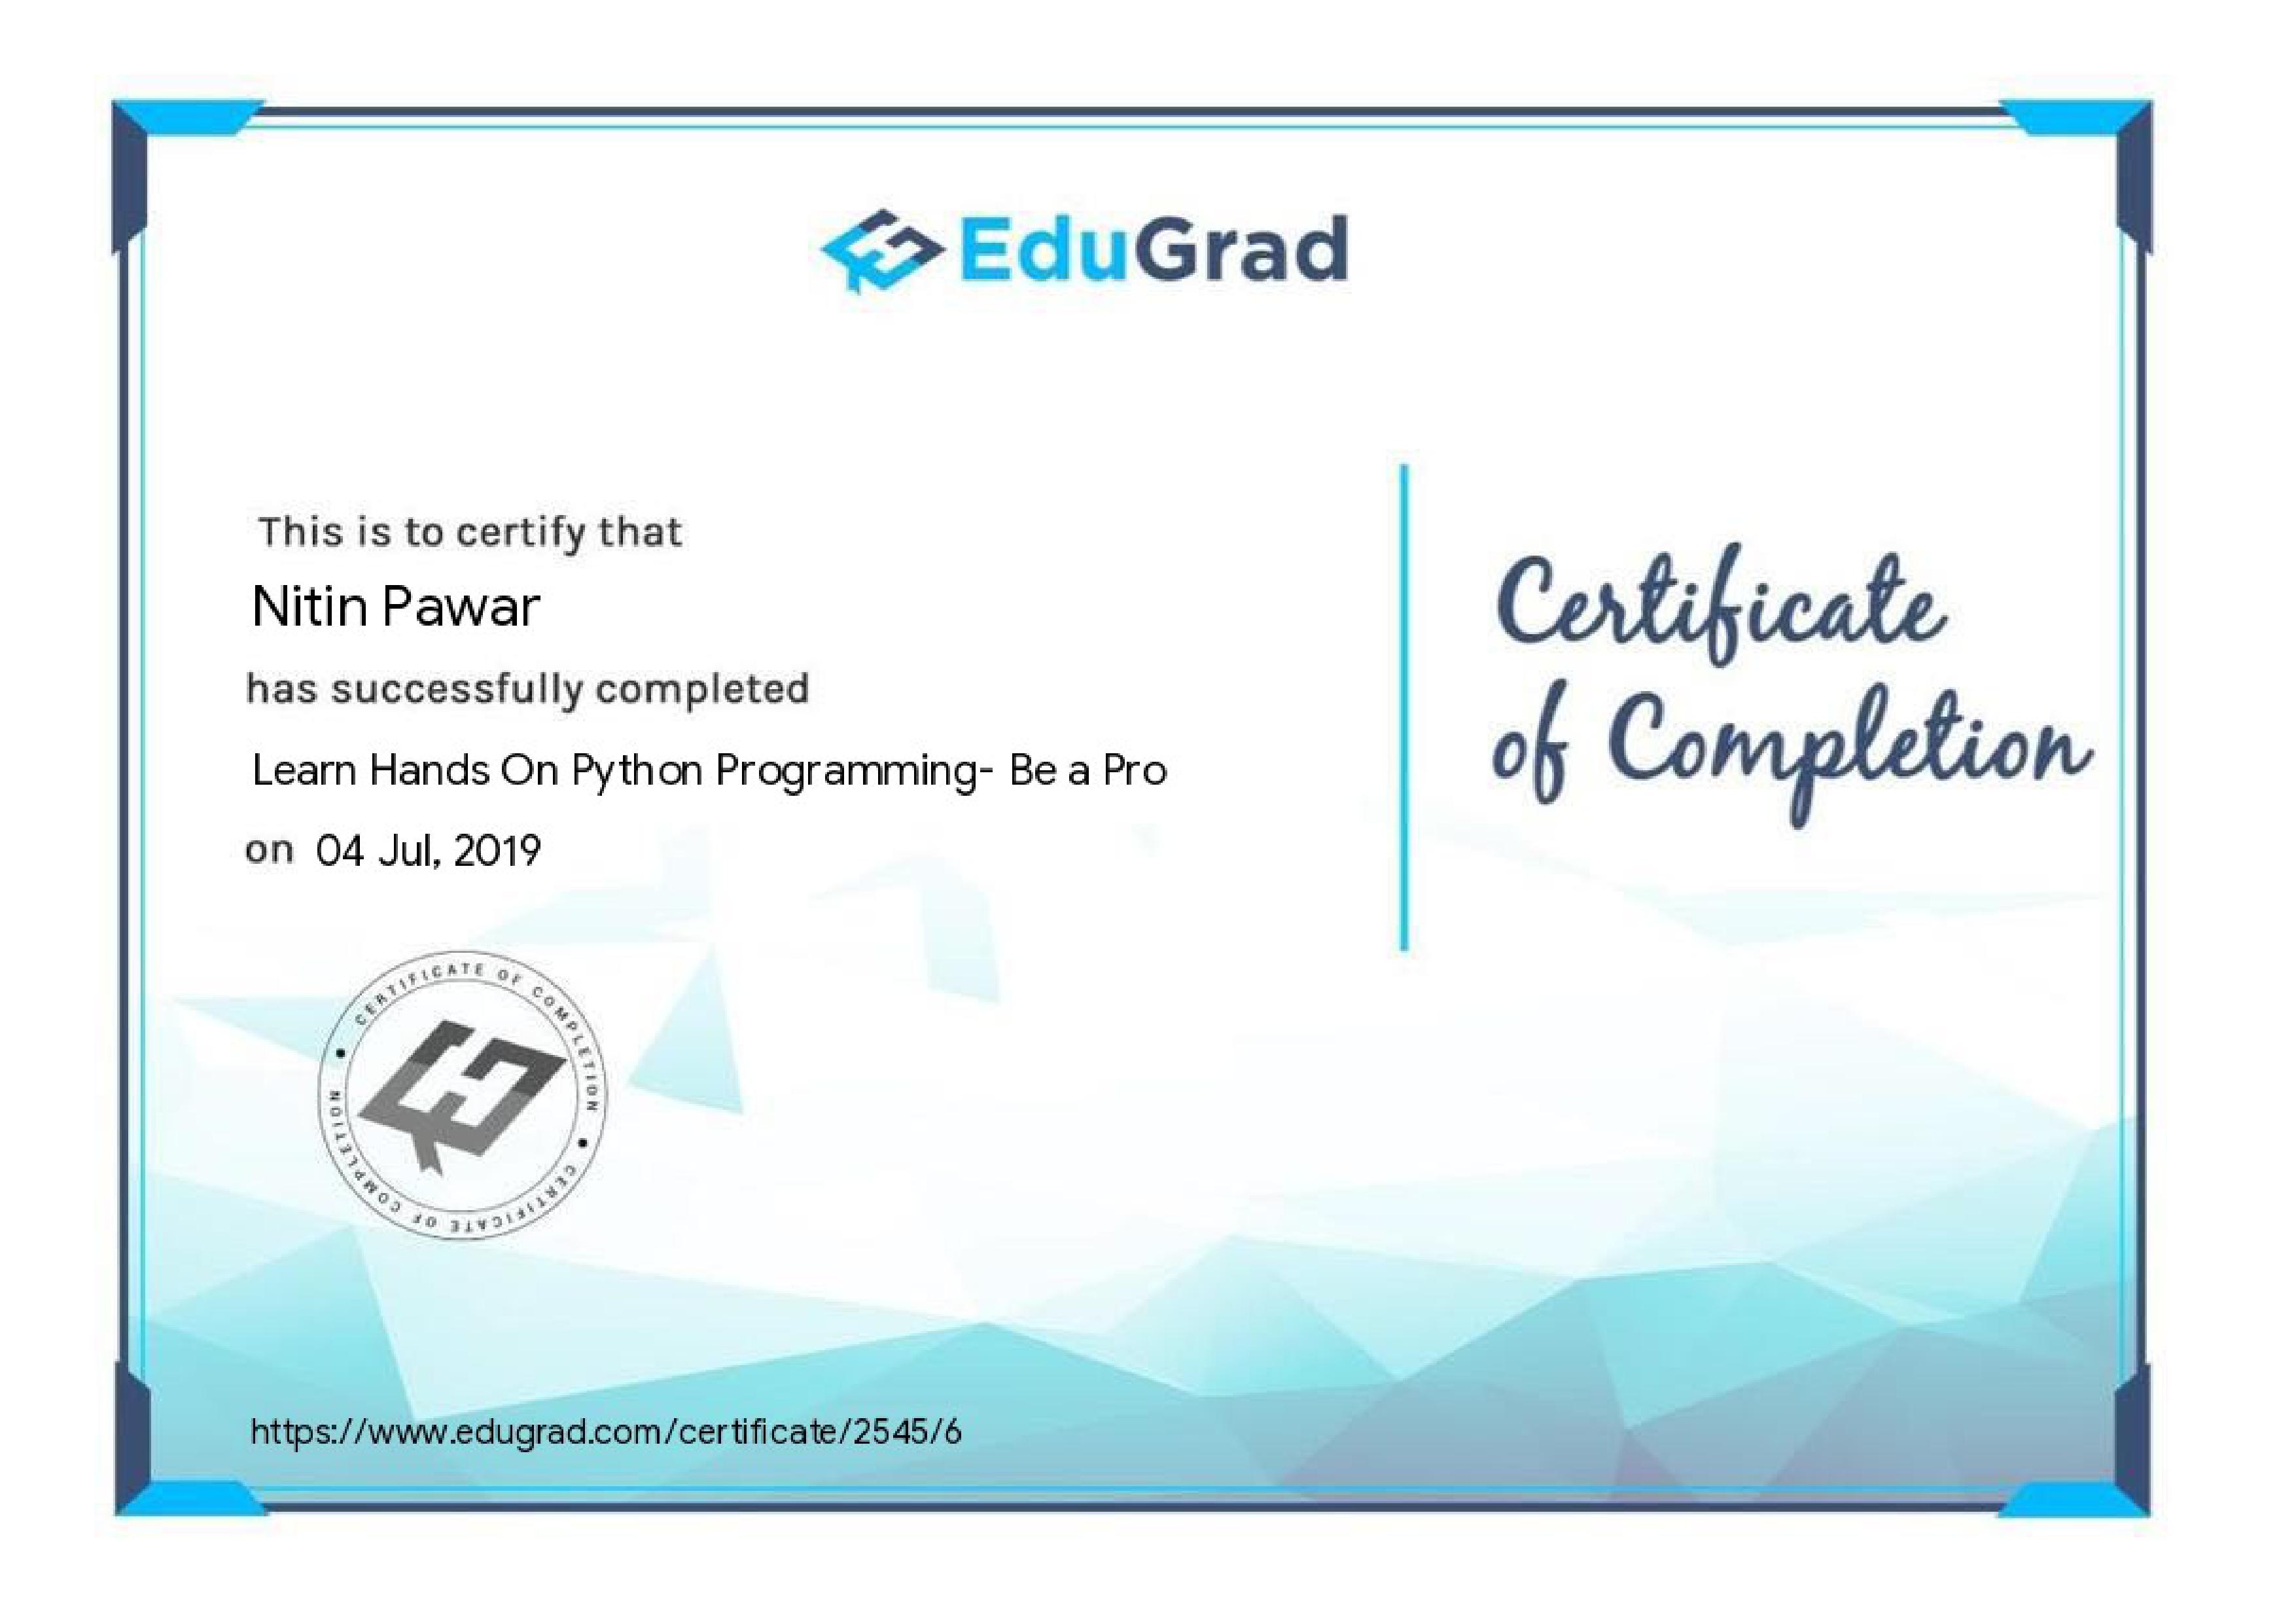 EduGrad
This is to certify that
Nitin Pawar
has successfully completed
Learn Hands On Python Programming- Be a Pro
on 04 Jul, 2019
Certificate
of Completion
CERTIFICATE OF COMPLETION • CERTIFICATE OF COMPLETION •
https://www.edugrad.com/certificate/2545/6